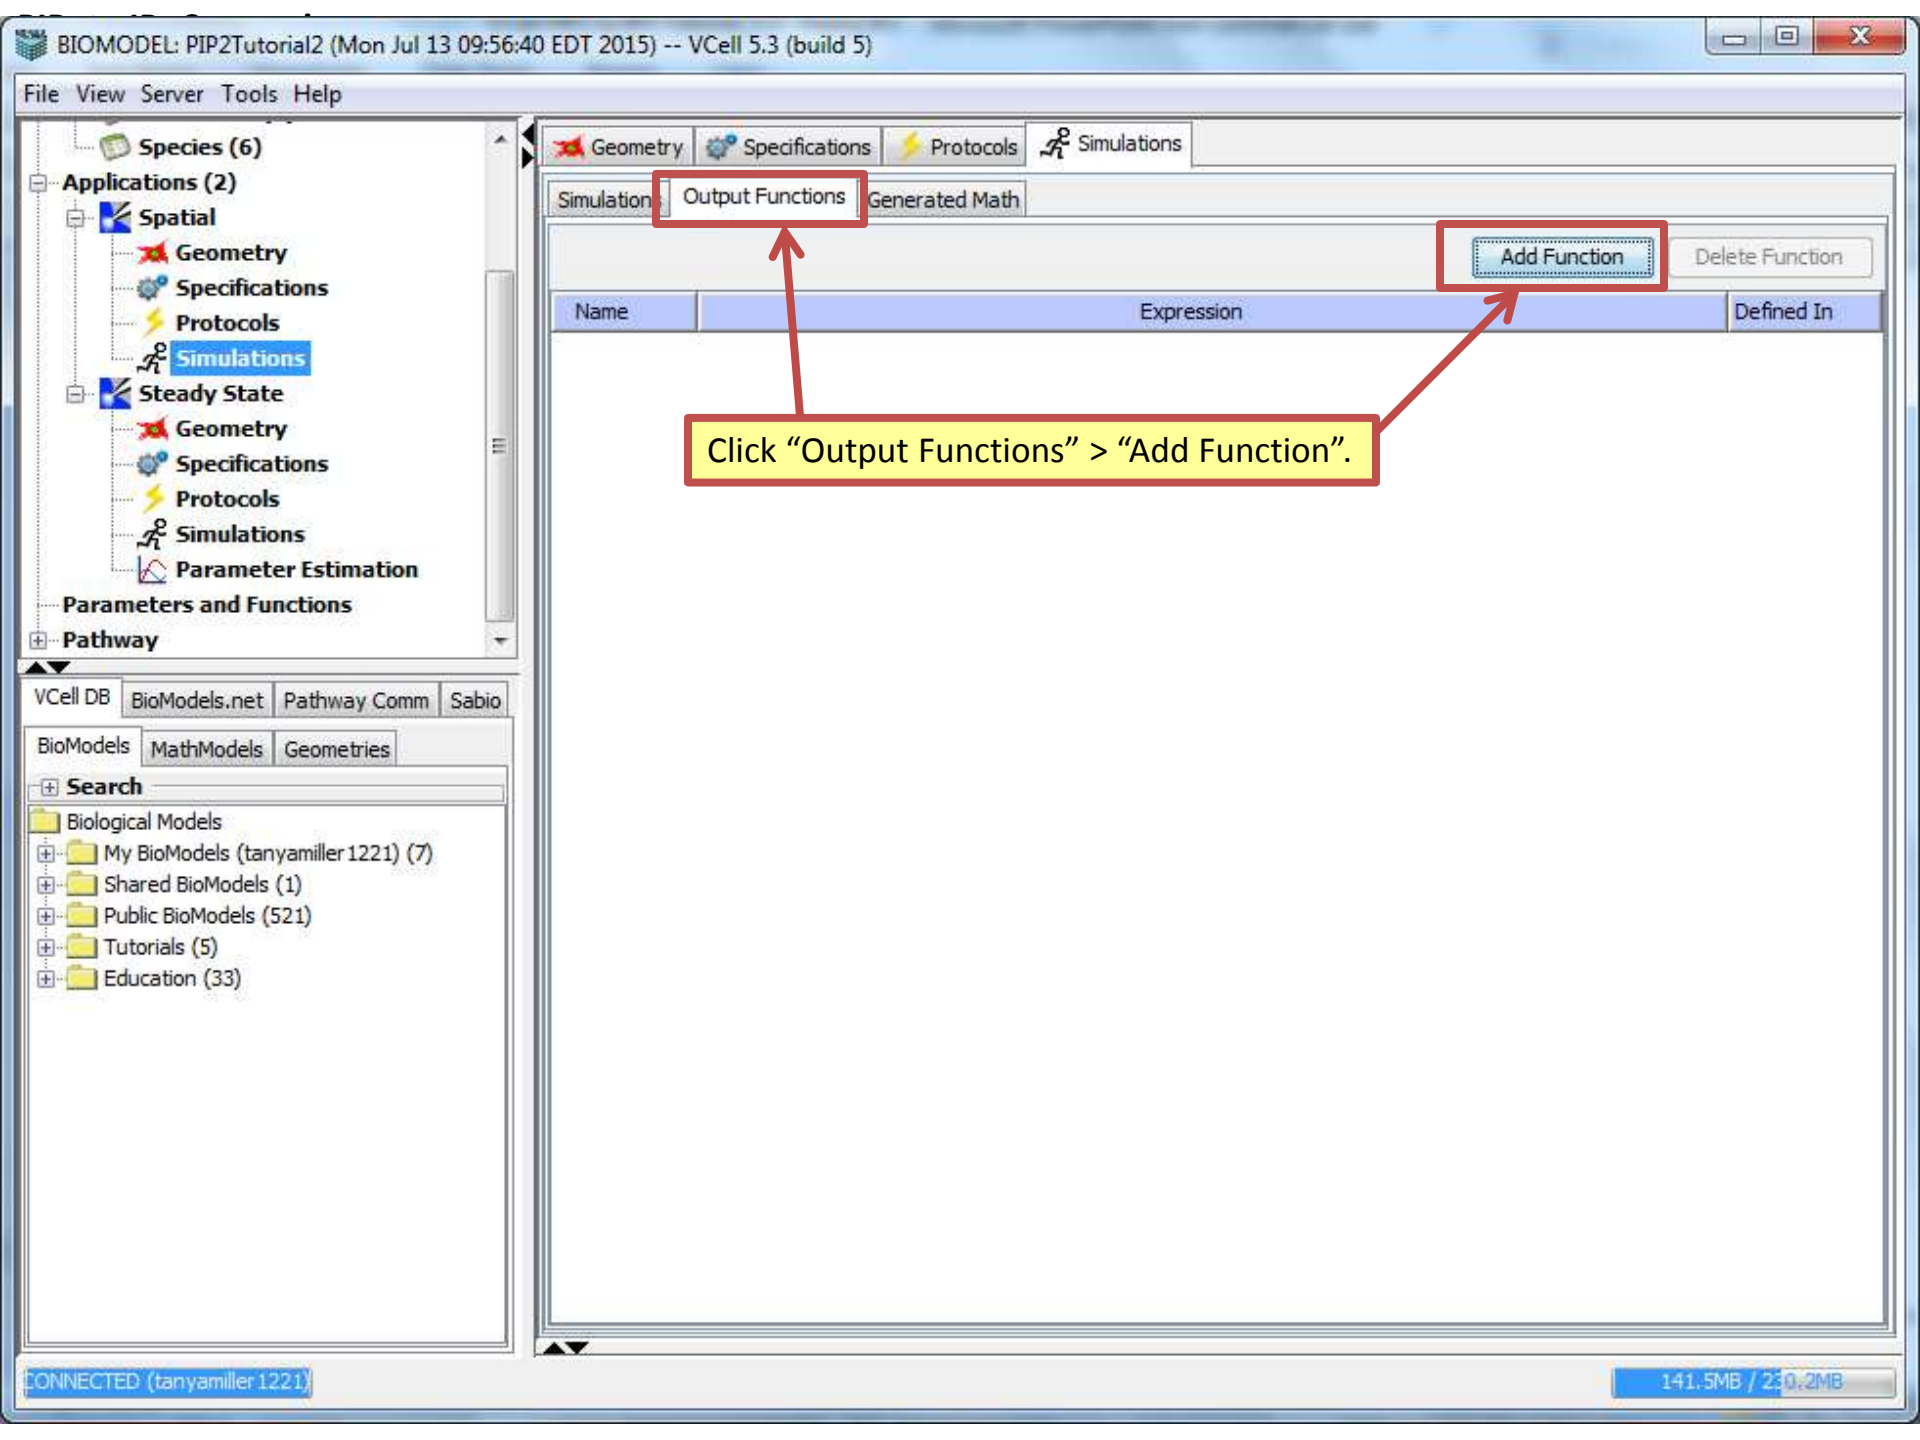 BIOMODEL: PIP2Tutorial2 (Mon Jul 13 09:56:40 EDT 2015) -- VCell 5.3 (build 5)
File View Server Tools Help
Species (6)
Applications (2)
Spatial
Geometry
Specifications
Protocols
Simulations
Steady State
Geometry
Specifications
Protocols
Simulations
Parameter Estimation
Parameters and Functions
Pathway
VCell DB BioModels.net Pathway Comm Sabio
BioModels MathModels Geometries
Search
Biological Models
My BioModels (tanyamiller1221) (7)
Shared BioModels (1)
Public BioModels (521)
Tutorials (5)
Education (33)
Geometry Specifications Protocols Simulations
Simulations Output Functions Generated Math
Add Function Delete Function
Name Expression Defined In
Click “Output Functions” > “Add Function”.
CONNECTED (tanyamiller1221)
141.5MB / 230.2MB